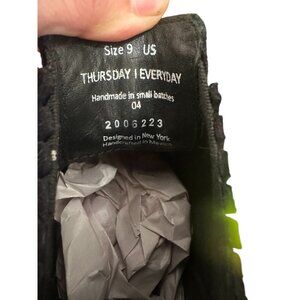 Size 9 US
THURSDAY | EVERYDAY
Handmade in small batches
04
2006223
Designed in New York.
Handcrafted in Mexico.